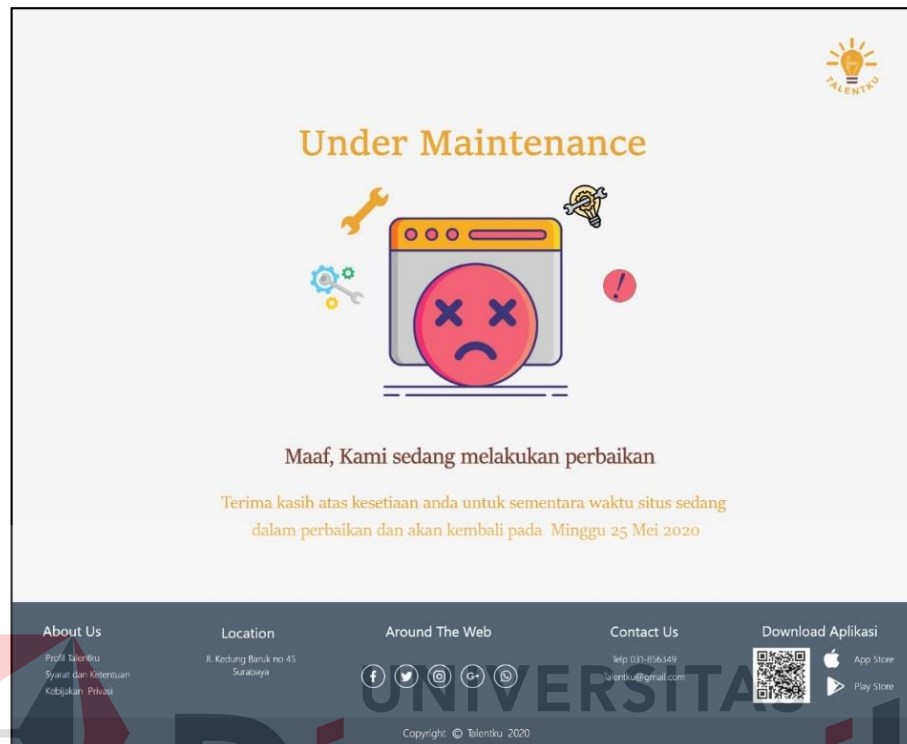 TALENTKU
Under Maintenance
Maaf, Kami sedang melakukan perbaikan
Terima kasih atas kesetiaan anda untuk sementara waktu situs sedang
dalam perbaikan dan akan kembali pada Minggu 25 Mei 2020
About Us
Profil Talentku
Syarat dan Ketentuan
Kebijakan Privasi
Location
Jl. Kedung Baruk no 45
Surabaya
Around The Web
Contact Us
Telp 031-856349
Talentku@gmail.com
Download Aplikasi
App Store
Play Store
UNIVERSITAS
Copyright © Talentku 2020